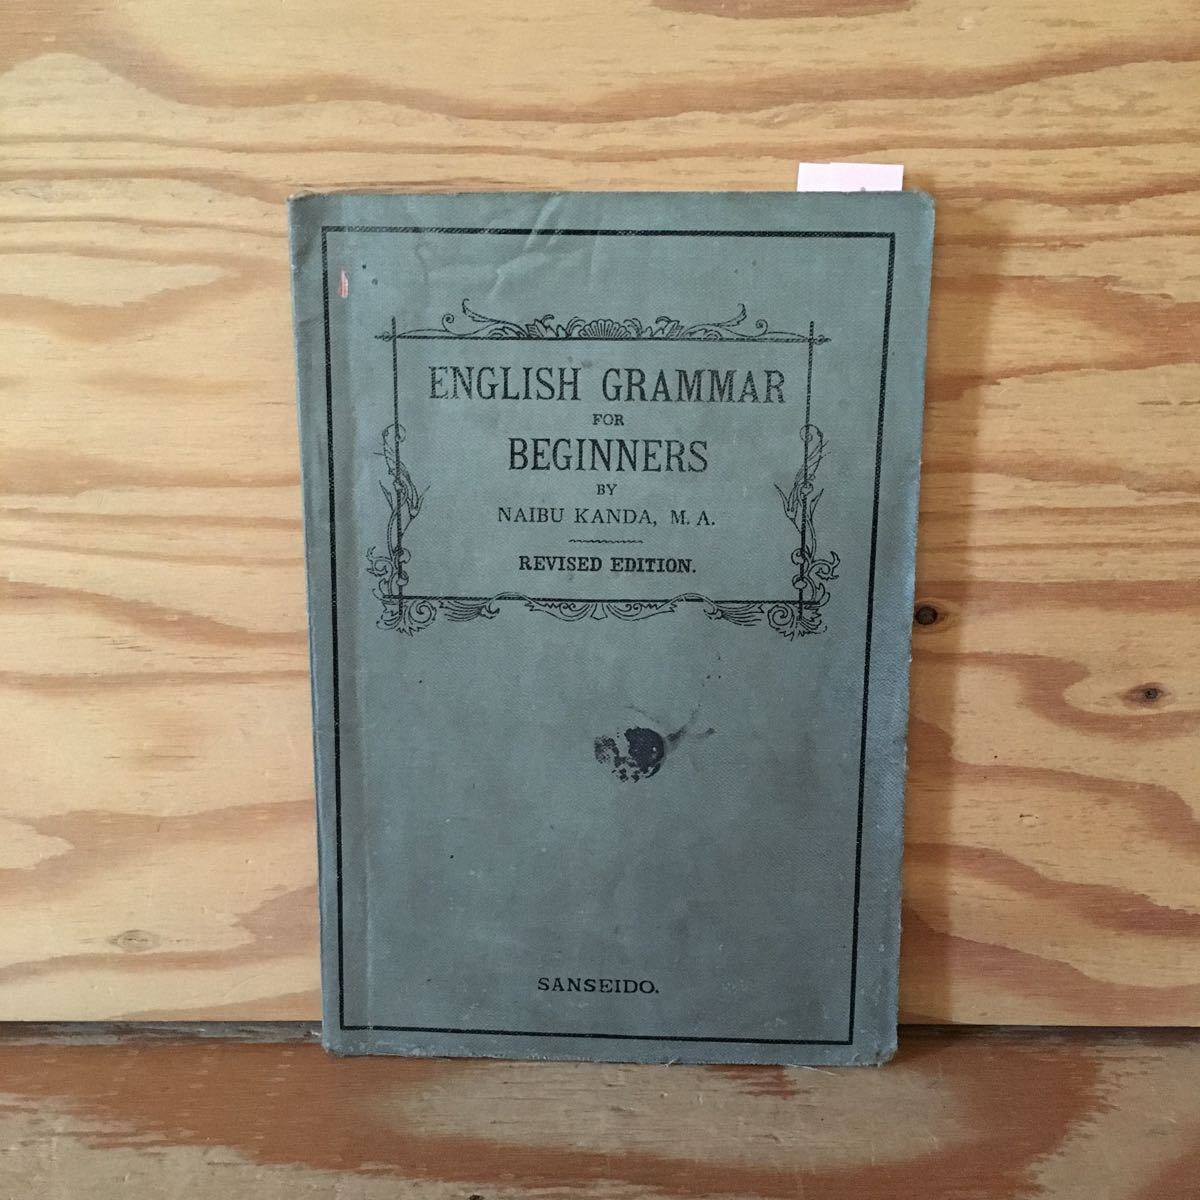 ENGLISH GRAMMAR
FOR
BEGINNERS
BY
NAIBU KANDA, M. A.
REVISED EDITION.
SANSEIDO.